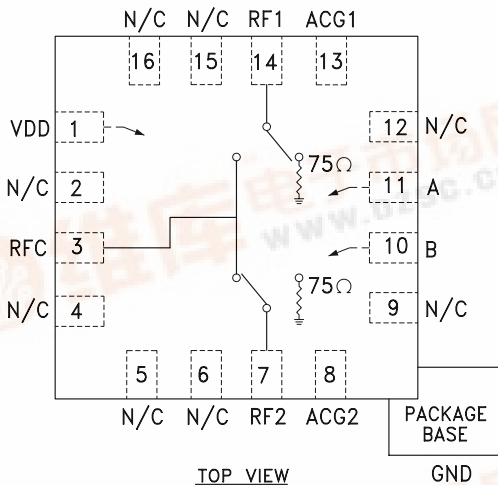 N/C N/C RF1 ACG1
16 15 14 13
VDD 1
12 N/C
75Ω
N/C 2
11 A
RFC 3
10 B
75Ω
N/C 4
9 N/C
5 6 7 8
N/C N/C RF2 ACG2
PACKAGE
BASE
TOP VIEW
GND